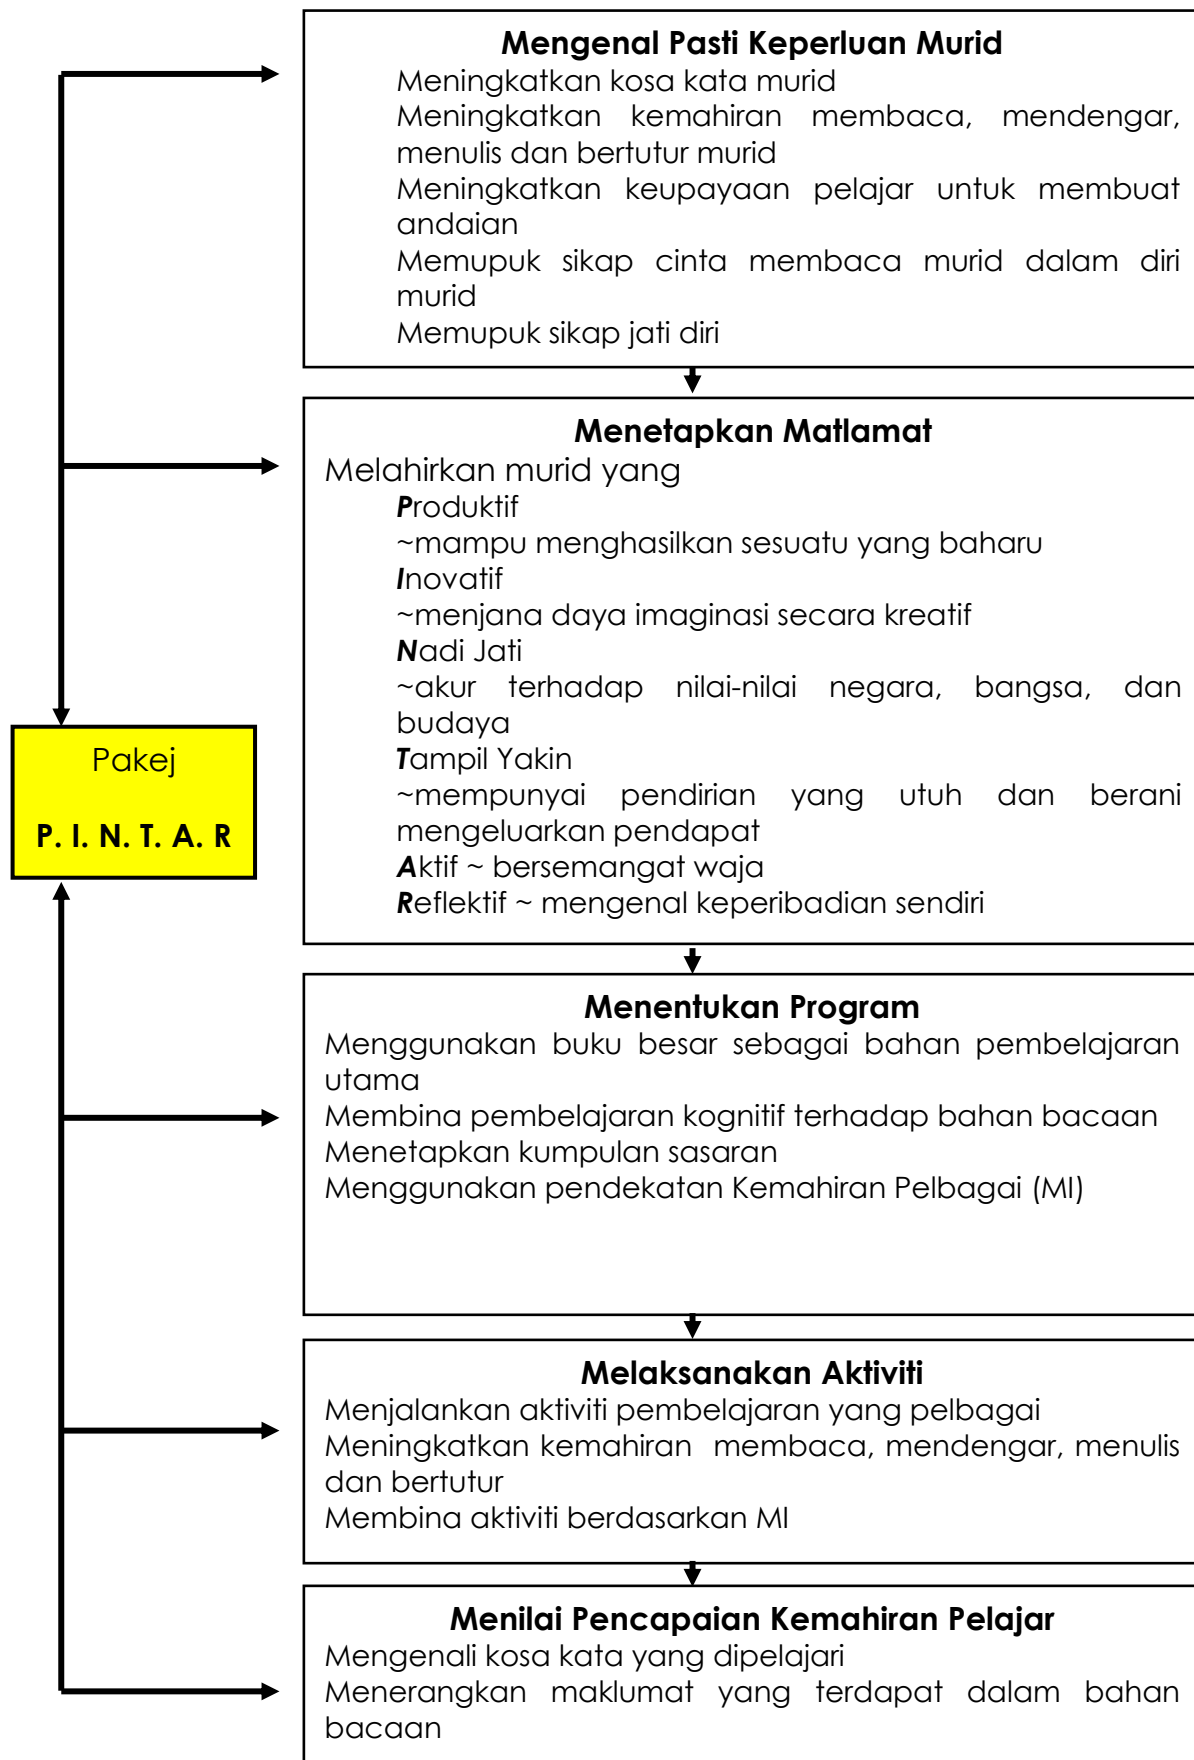 Mengenal Pasti Keperluan Murid
Meningkatkan kosa kata murid
Meningkatkan kemahiran membaca, mendengar,
menulis dan bertutur murid
Meningkatkan keupayaan pelajar untuk membuat
andaian
Memupuk sikap cinta membaca murid dalam diri
murid
Memupuk sikap jati diri
Menetapkan Matlamat
Melahirkan murid yang
Produktif
~mampu menghasilkan sesuatu yang baharu
Inovatif
~menjana daya imaginasi secara kreatif
Nadi Jati
~akur terhadap nilai-nilai negara, bangsa, dan
budaya
Tampil Yakin
~mempunyai pendirian yang utuh dan berani
mengeluarkan pendapat
Aktif ~ bersemangat waja
Reflektif ~ mengenal keperibadian sendiri
Pakej
P. I. N. T. A. R
Menentukan Program
Menggunakan buku besar sebagai bahan pembelajaran
utama
Membina pembelajaran kognitif terhadap bahan bacaan
Menetapkan kumpulan sasaran
Menggunakan pendekatan Kemahiran Pelbagai (MI)
Melaksanakan Aktiviti
Menjalankan aktiviti pembelajaran yang pelbagai
Meningkatkan kemahiran membaca, mendengar, menulis
dan bertutur
Membina aktiviti berdasarkan MI
Menilai Pencapaian Kemahiran Pelajar
Mengenali kosa kata yang dipelajari
Menerangkan maklumat yang terdapat dalam bahan
bacaan